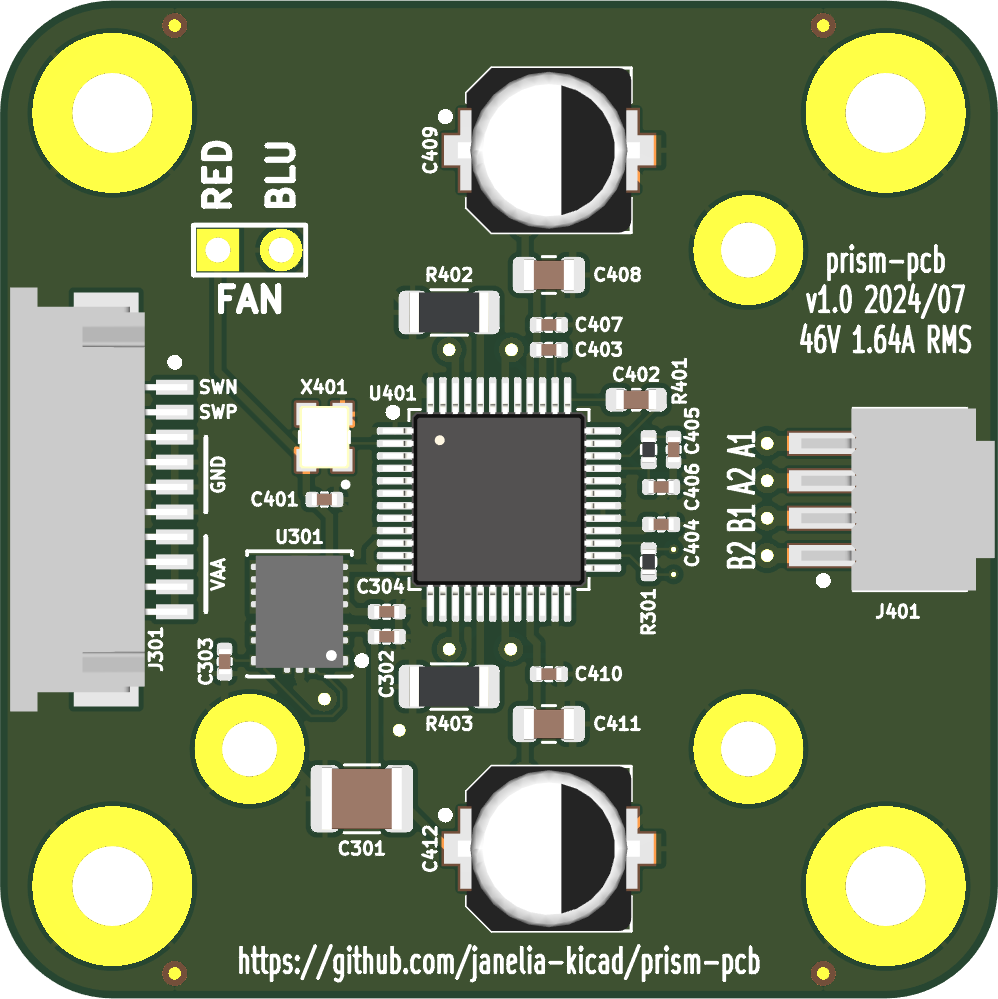 C409
RED
BLU
FAN
prism-pcb
v1.0 2024/07
46V 1.64A RMS
R402
C408
C407
C403
SWN
SWP
GND
VAA
J301
X401
U401
C402
R401
C405
C406
C404
R301
A1
A2
B1
B2
J401
C401
U301
C304
C303
C302
R403
C410
C411
C301
C412
https://github.com/janelia-kicad/prism-pcb